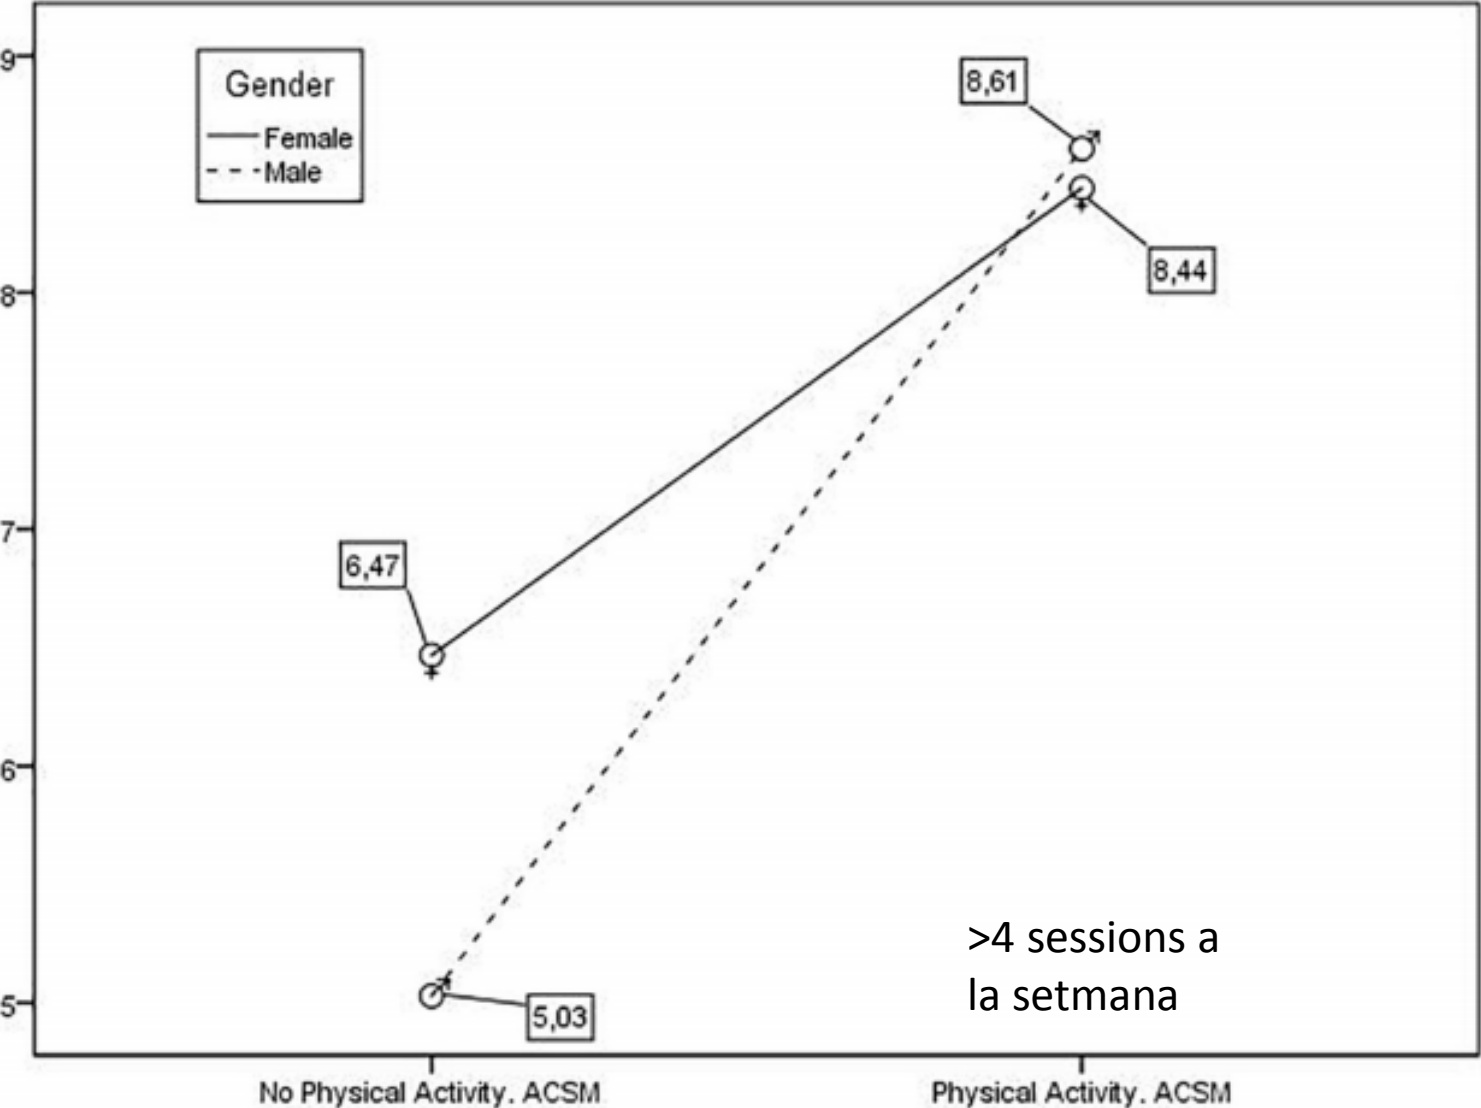 9
Gender
Female
Male
8,61
8,44
8
7
6,47
6
>4 sessions a
la setmana
5
5,03
No Physical Activity. ACSM
Physical Activity. ACSM